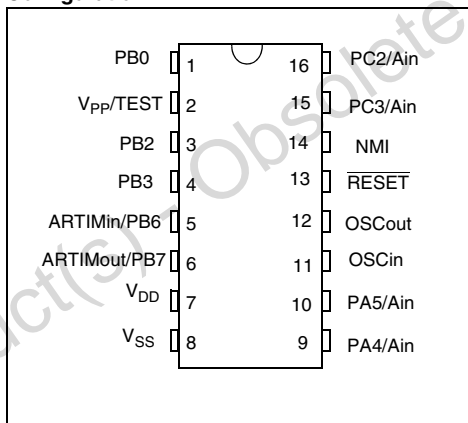 PB0 1 16 PC2/Ain
VPP/TEST 2 15 PC3/Ain
PB2 3 14 NMI
PB3 4 13 RESET
ARTIMin/PB6 5 12 OSCout
ARTIMout/PB7 6 11 OSCin
VDD 7 10 PA5/Ain
VSS 8 9 PA4/Ain
uct(s) - Obsolete